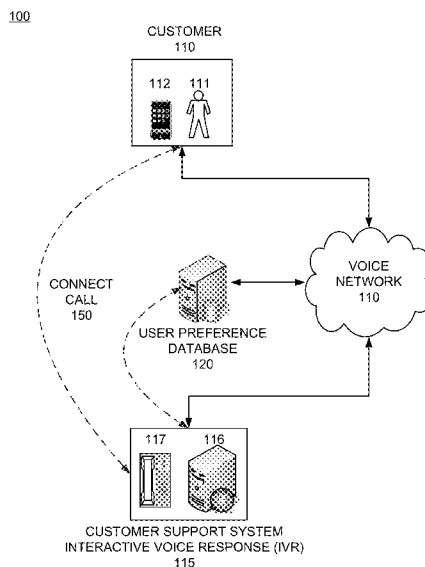 100
CUSTOMER
110
112 111
CONNECT
CALL
150
USER PREFERENCE
DATABASE
120
VOICE
NETWORK
110
117 116
CUSTOMER SUPPORT SYSTEM
INTERACTIVE VOICE RESPONSE (IVR)
115